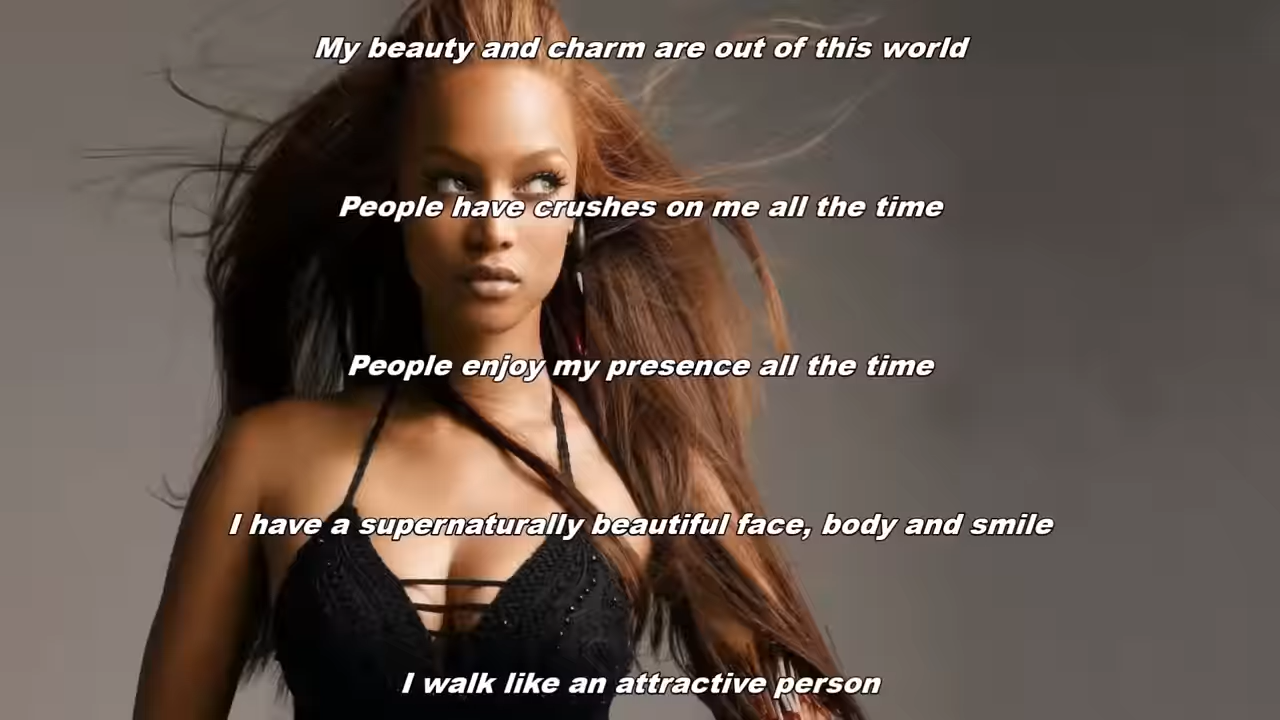 My beauty and charm are out of this world
People have crushes on me all the time
People enjoy my presence all the time
I have a supernaturally beautiful face, body and smile
I walk like an attractive person